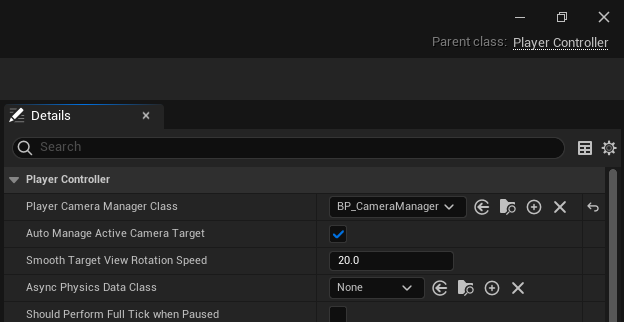 Parent class: Player Controller
Details
Search
Player Controller
Player Camera Manager Class BP_CameraManager
Auto Manage Active Camera Target
Smooth Target View Rotation Speed 20.0
Async Physics Data Class None
Should Perform Full Tick when Paused